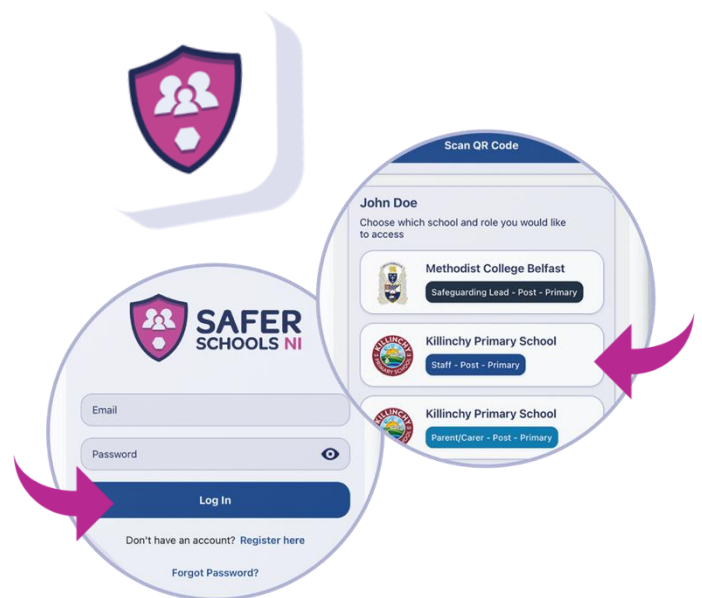 Scan QR Code
John Doe
Choose which school and role you would like
to access
Methodist College Belfast
Safeguarding Lead - Post - Primary
Killinchy Primary School
Staff - Post - Primary
Killinchy Primary School
Parent/Carer - Post - Primary
SAFER
SCHOOLS NI
Email
Password
Log In
Don't have an account? Register here
Forgot Password?